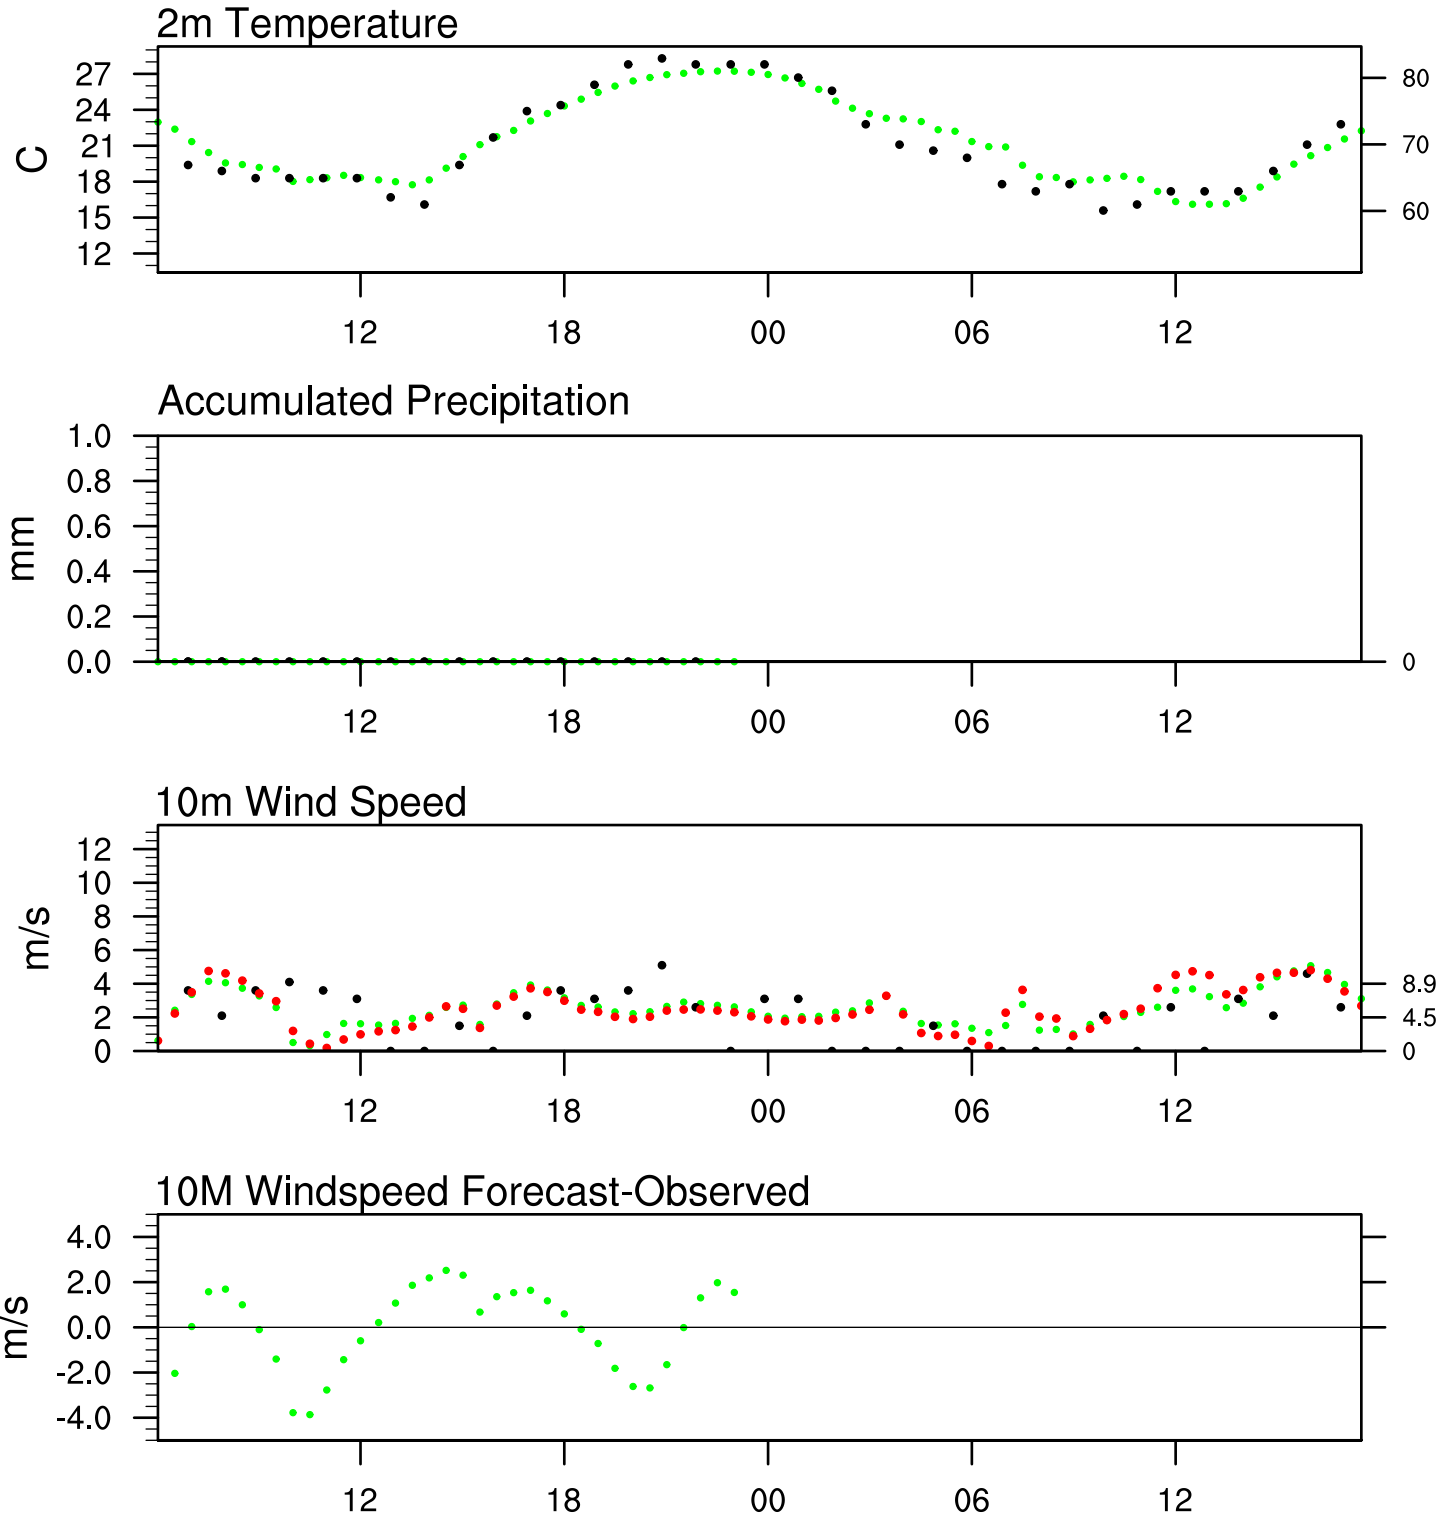 2m Temperature
27
24
21
18
15
12
C
80
70
60
12 18 00 06 12
Accumulated Precipitation
1.0
0.8
0.6
0.4
0.2
0.0
mm
0
12 18 00 06 12
10m Wind Speed
12
10
8
6
4
2
0
m/s
8.9
4.5
0
12 18 00 06 12
10M Windspeed Forecast-Observed
4.0
2.0
0.0
-2.0
-4.0
m/s
12 18 00 06 12